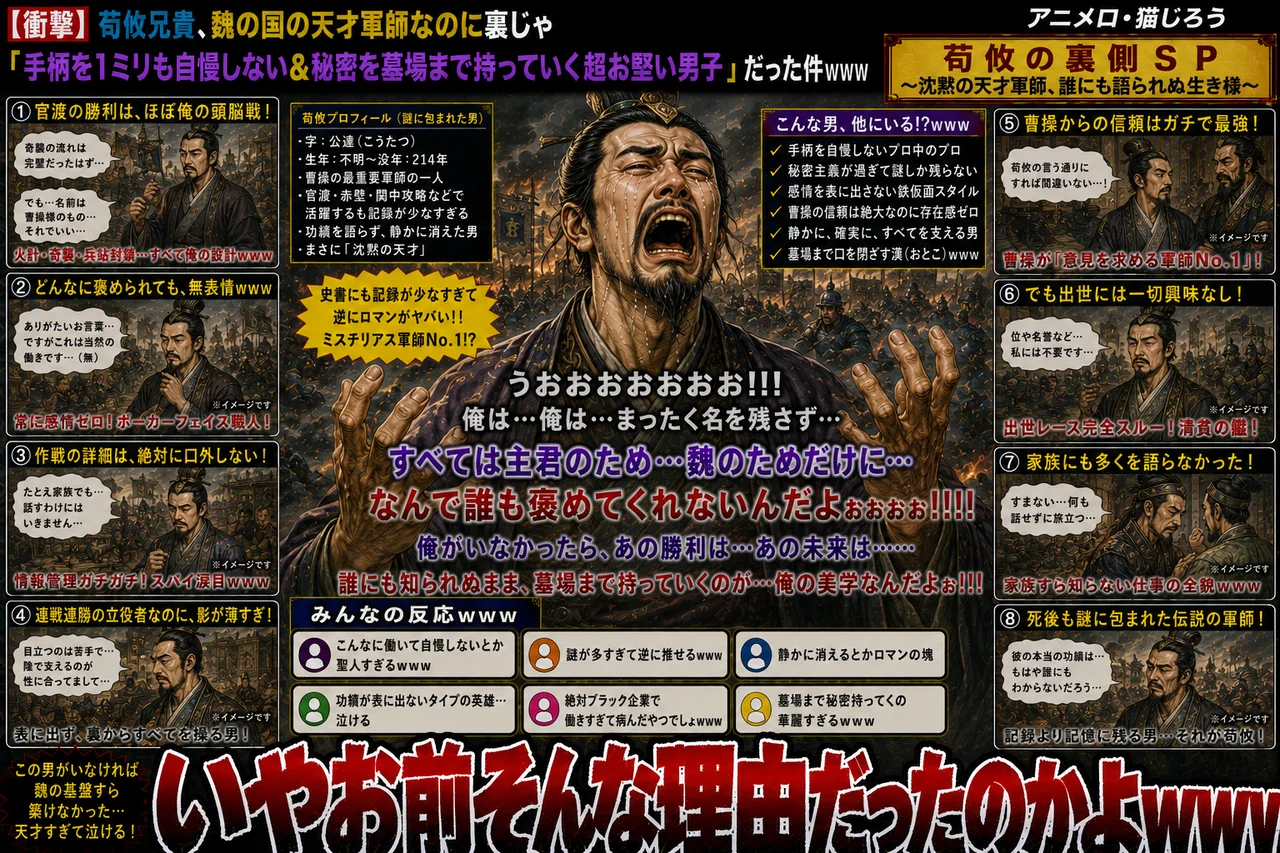 【衝撃】荀攸兄貴、魏の国の天才軍師なのに裏じゃ
「手柄を1ミリも自慢しない&秘密を墓場まで持っていく超お堅い男子」だった件www
アニメロ・猫じろう
荀攸の裏側SP
～沈黙の天才軍師、誰にも語られぬ生き様～
① 官渡の勝利は、ほぼ俺の頭脳戦！
奇襲の流れは
完璧だったはず…
でも…名前は
曹操様のもの…
それでいい…
火計・奇襲・兵站封鎖…すべて俺の設計www
② どんなに褒められても、無表情www
ありがたいお言葉…
ですがこれは当然の
働きです…（無）
※イメージです
常に感情ゼロ！ポーカーフェイス職人！
③ 作戦の詳細は、絶対に口外しない！
たとえ家族でも…
話すわけには
いきません…
※イメージです
情報管理ガチガチ！スパイ涙目www
④ 連戦連勝の立役者なのに、影が薄すぎ！
目立つのは苦手で…
陰で支えるのが
性に合ってまして…
※イメージです
表に出ず、裏からすべてを操る男！
荀攸プロフィール（謎に包まれた男）
・字：公達（こうたつ）
・生年：不明～没年：214年
・曹操の最重要軍師の一人
・官渡・赤壁・関中攻略などで
活躍するも記録が少なすぎる
・功績を語らず、静かに消えた男
・まさに「沈黙の天才」
史書にも記録が少なすぎて
逆にロマンがヤバい!!
ミステリアス軍師No.1!?
こんな男、他にいる!?www
✓ 手柄を自慢しないプロ中のプロ
✓ 秘密主義が過ぎて謎しか残らない
✓ 感情を表に出さない鉄仮面スタイル
✓ 曹操の信頼は絶大なのに存在感ゼロ
✓ 静かに、確実に、すべてを支える男
✓ 墓場まで口を閉ざす漢（おとこ）www
うおおおおおおお!!!
俺は…俺は…まったく名を残さず…
すべては主君のため…魏のためだけに…
なんで誰も褒めてくれないんだよぉぉぉぉ!!!!
俺がいなかったら、あの勝利は…あの未来は……
誰にも知られぬまま、墓場まで持っていくのが…俺の美学なんだよぉ!!!
⑤ 曹操からの信頼はガチで最強！
荀攸の言う通りに
すれば間違いない…！
※イメージです
曹操が「意見を求める軍師No.1」！
⑥ でも出世には一切興味なし！
位や名誉など…
私には不要です…
※イメージです
出世レース完全スルー！清貧の鑑！
⑦ 家族にも多くを語らなかった！
すまない…何も
話せずに旅立つ…
※イメージです
家族すら知らない仕事の全貌www
⑧ 死後も謎に包まれた伝説の軍師！
彼の本当の功績は…
もはや誰にも
わからないだろう…
※イメージです
記録より記憶に残る男…それが荀攸！
みんなの反応www
こんなに働いて自慢しないとか
聖人すぎるwww
謎が多すぎて逆に推せるwww
静かに消えるとかロマンの塊
功績が表に出ないタイプの英雄…
泣ける
絶対ブラック企業で
働きすぎて病んだやつでしょwww
墓場まで秘密持ってくの
華麗すぎるwww
この男がいなければ
魏の基盤すら
築けなかった…
天才すぎて泣ける！
いやお前そんな理由だったのかよwww